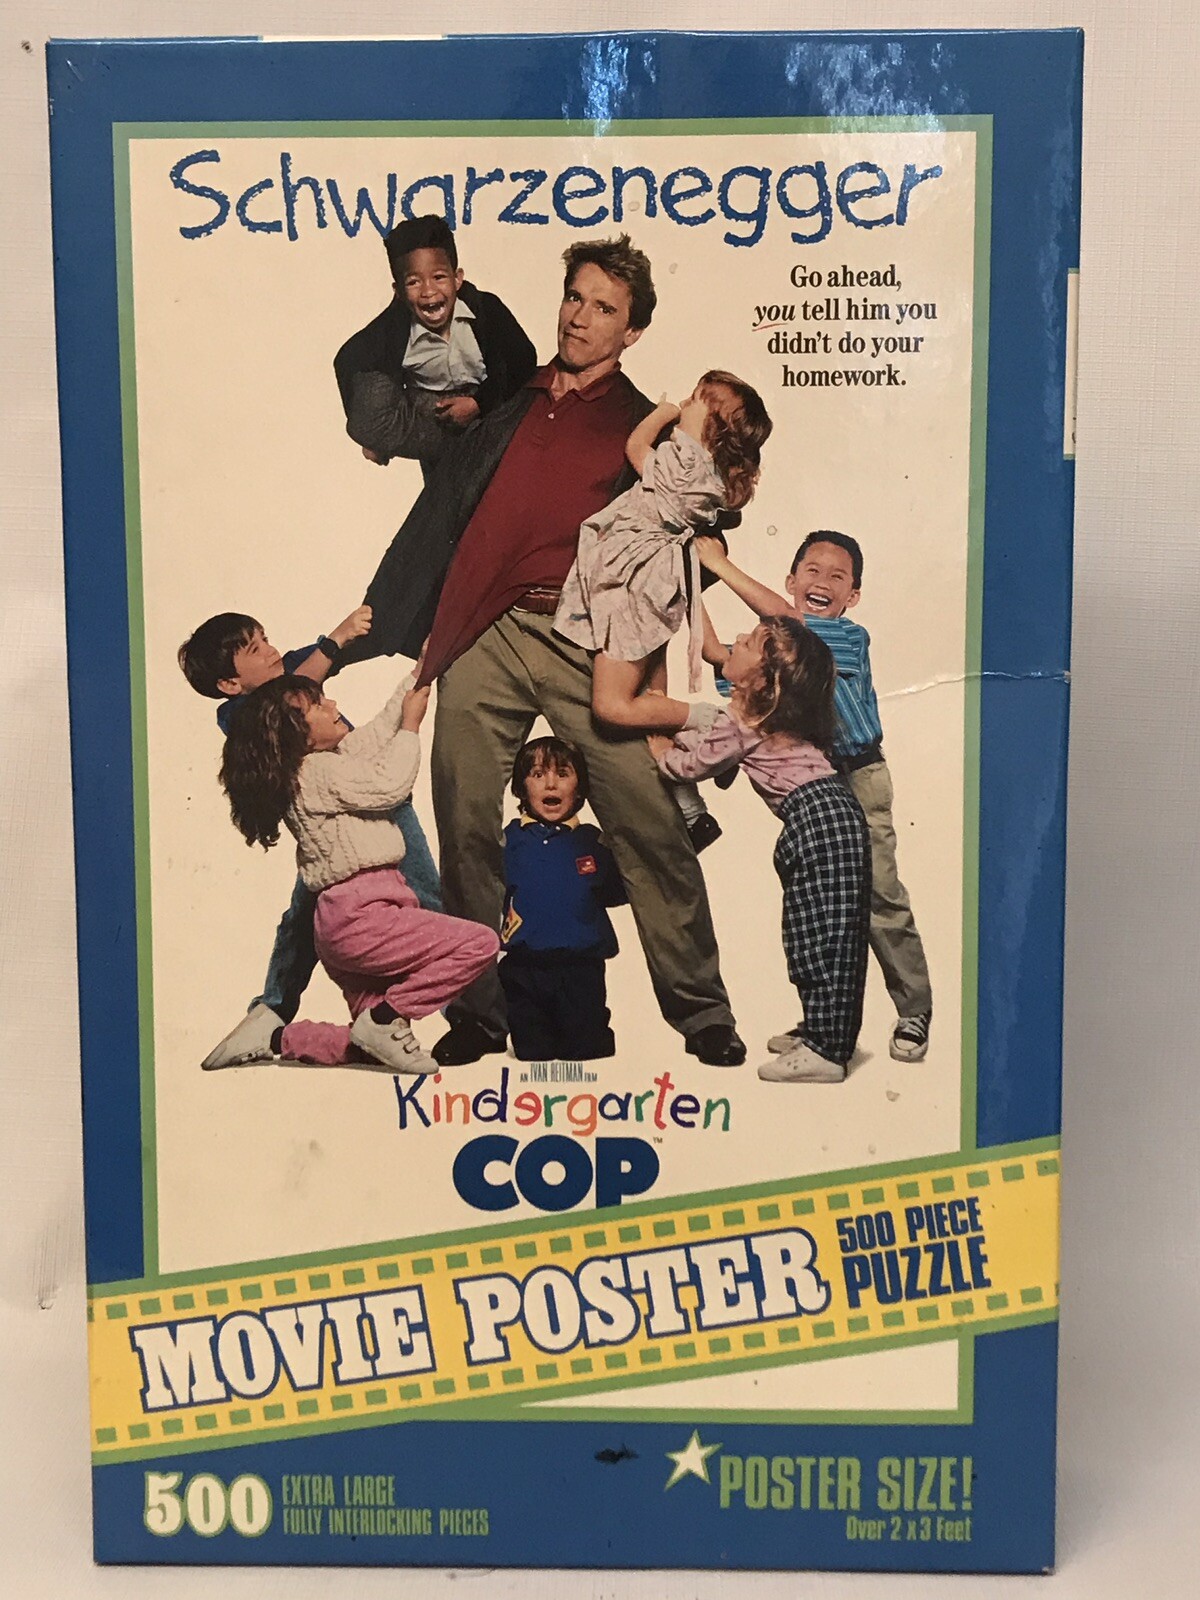 Schwarzenegger
Go ahead,
you tell him you
didn't do your
homework.
AN IVAN REITMAN FILM
Kindergarten
COP™
MOVIE POSTER
500 PIECE
PUZZLE
500
EXTRA LARGE
FULLY INTERLOCKING PIECES
POSTER SIZE!
Over 2 x 3 Feet